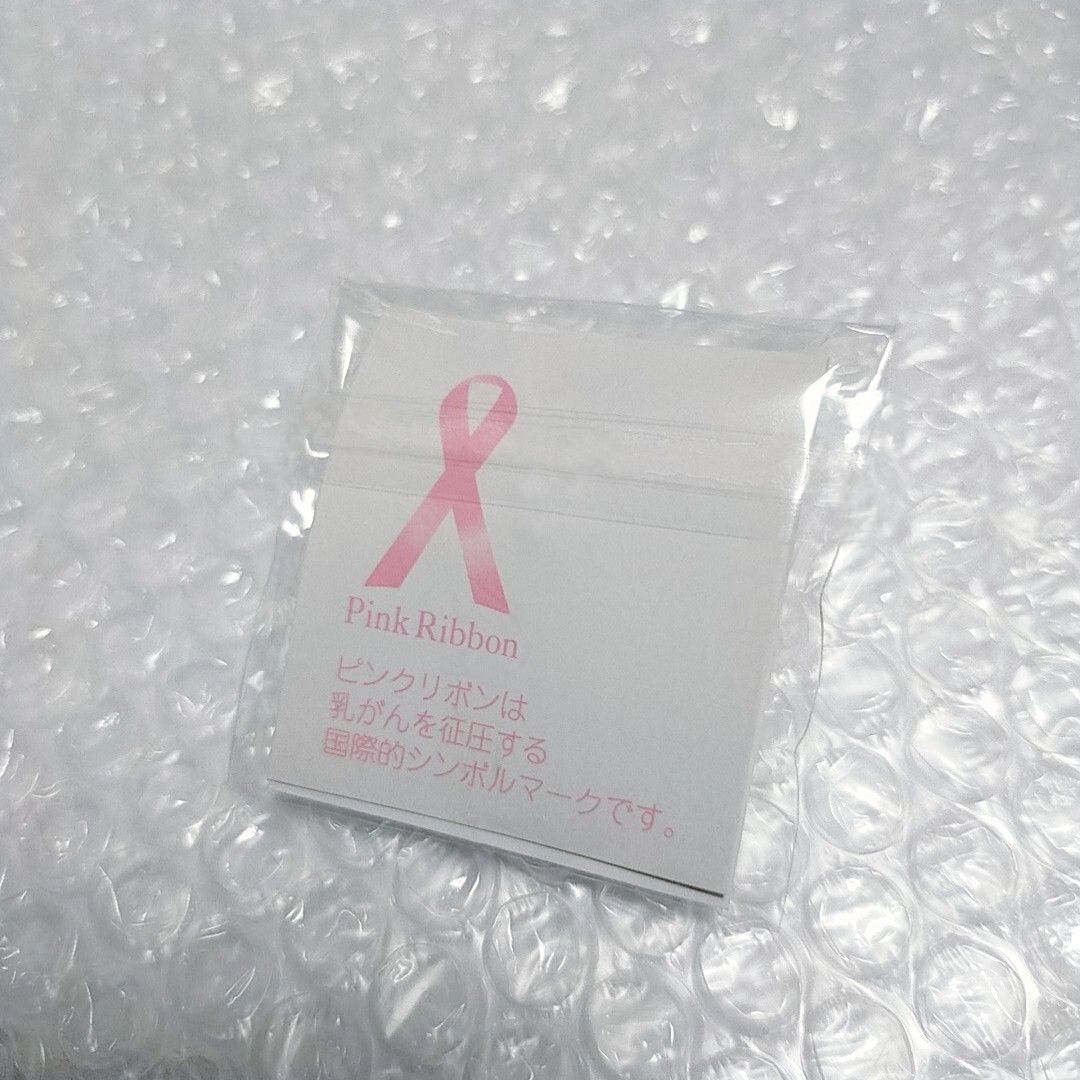 Pink Ribbon
ピンクリボンは
乳がんを征圧する
国際的シンボルマークです。